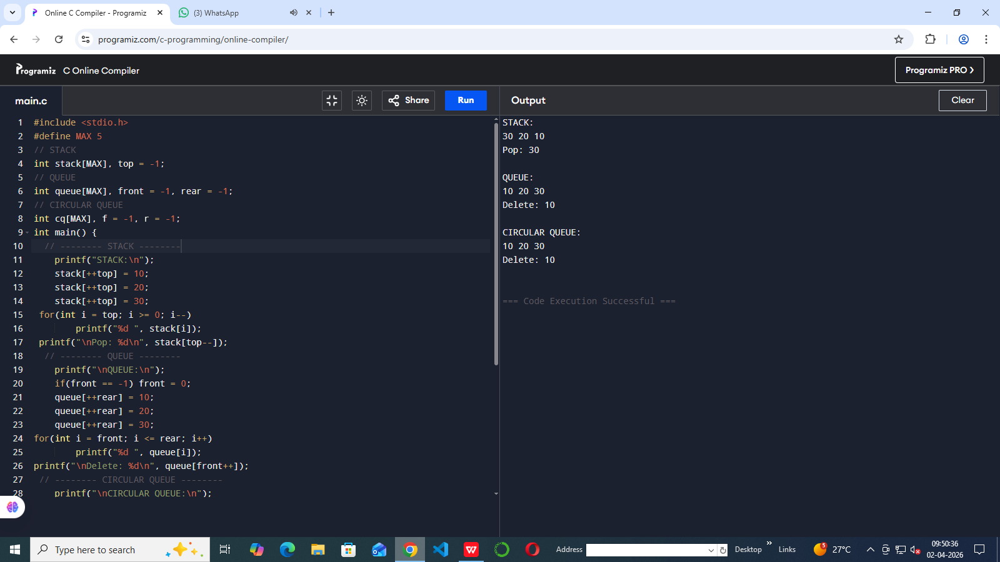 Online C Compiler - Programiz
(3) WhatsApp
programiz.com/c-programming/online-compiler/
Programiz C Online Compiler
Programiz PRO ❯
main.c
Share
Run
Output
Clear
1 #include <stdio.h>
2 #define MAX 5
3 // STACK
4 int stack[MAX], top = -1;
5 // QUEUE
6 int queue[MAX], front = -1, rear = -1;
7 // CIRCULAR QUEUE
8 int cq[MAX], f = -1, r = -1;
9 int main() {
10 // -------- STACK --------
11 printf("STACK:\n");
12 stack[++top] = 10;
13 stack[++top] = 20;
14 stack[++top] = 30;
15 for(int i = top; i >= 0; i--)
16 printf("%d ", stack[i]);
17 printf("\nPop: %d\n", stack[top--]);
18 // -------- QUEUE --------
19 printf("\nQUEUE:\n");
20 if(front == -1) front = 0;
21 queue[++rear] = 10;
22 queue[++rear] = 20;
23 queue[++rear] = 30;
24 for(int i = front; i <= rear; i++)
25 printf("%d ", queue[i]);
26 printf("\nDelete: %d\n", queue[front++]);
27 // -------- CIRCULAR QUEUE --------
28 printf("\nCIRCULAR QUEUE:\n");
STACK:
30 20 10
Pop: 30
QUEUE:
10 20 30
Delete: 10
CIRCULAR QUEUE:
10 20 30
Delete: 10
=== Code Execution Successful ===
Type here to search
Address
Desktop
Links
5
27°C
09:50:36
02-04-2026